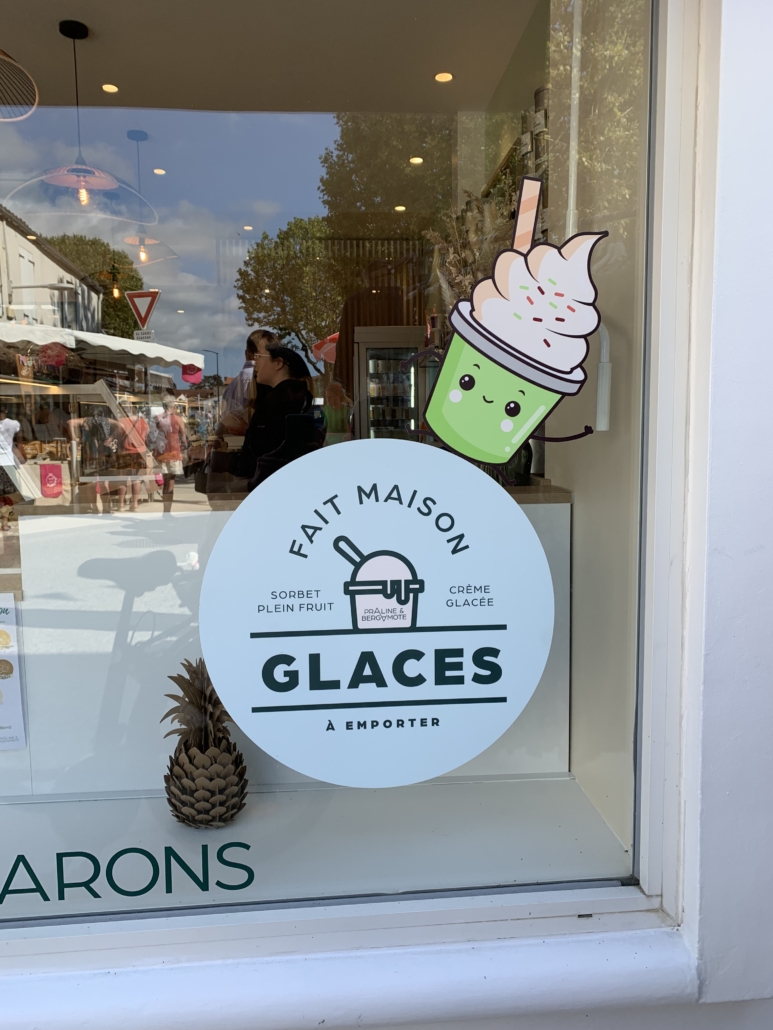 FAIT MAISON
SORBET
PLEIN FRUIT
CRÈME
GLACÉE
PRALINE &
BERGAMOTE
GLACES
À EMPORTER
ARONS